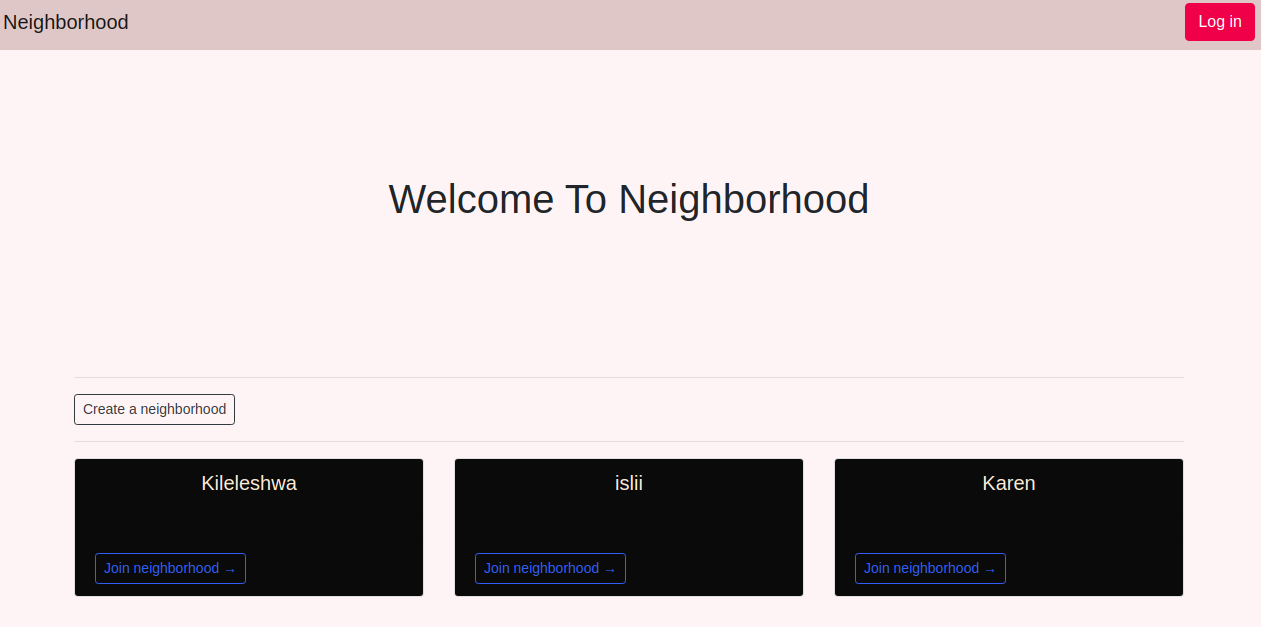 Neighborhood
Log in
Welcome To Neighborhood
Create a neighborhood
Kileleshwa
islii
Karen
Join neighborhood →
Join neighborhood →
Join neighborhood →